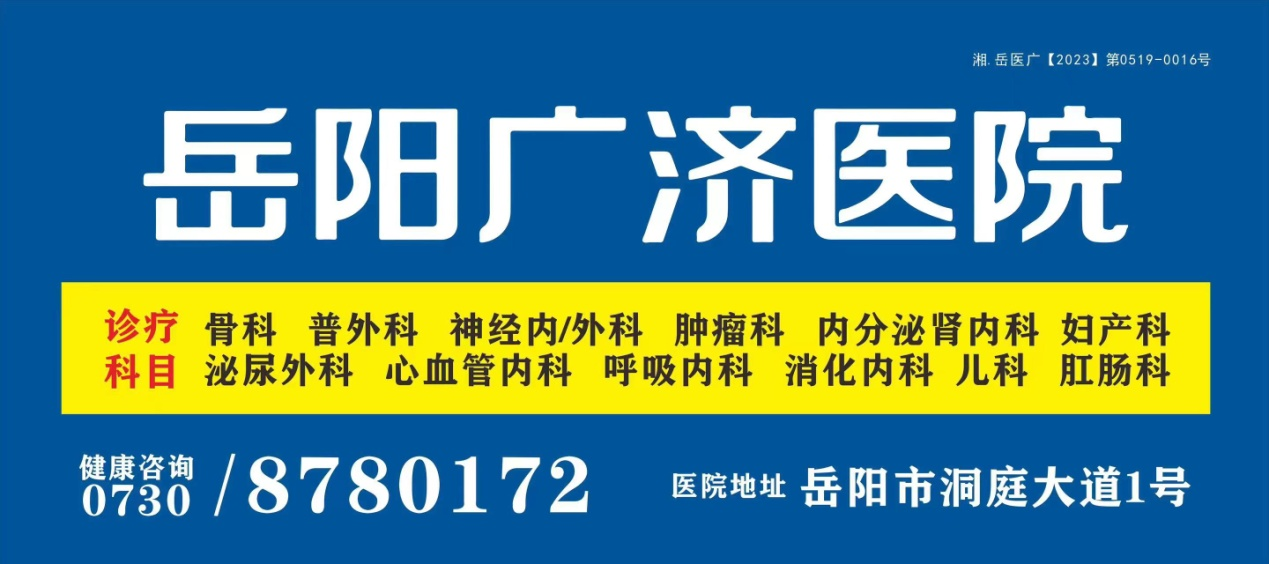 湘.岳医广【2023】第0519-0016号
岳阳广济医院
诊疗科目
骨科 普外科 神经内/外科 肿瘤科 内分泌肾内科 妇产科
泌尿外科 心血管内科 呼吸内科 消化内科 儿科 肛肠科
健康咨询
0730/8780172
医院地址 岳阳市洞庭大道1号